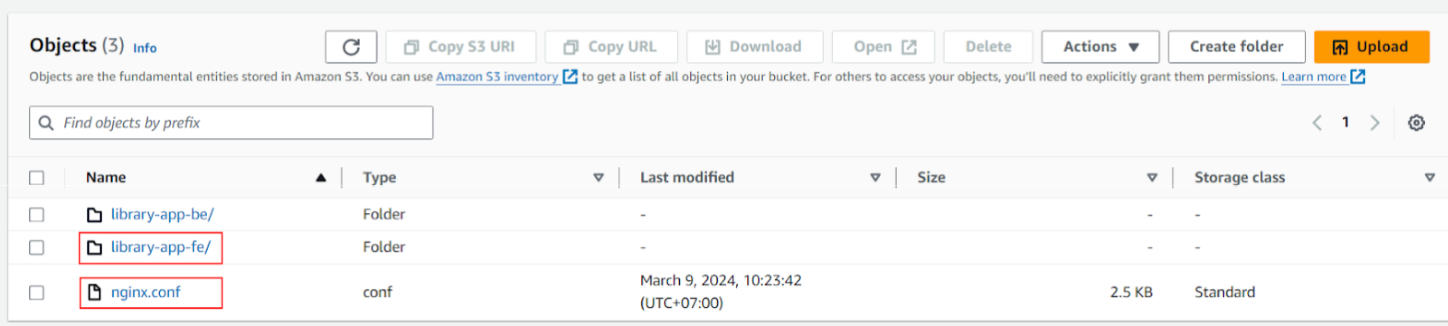 Objects (3) Info Copy S3 URI Copy URL Download Open Delete Actions Create folder Upload
Objects are the fundamental entities stored in Amazon S3. You can use Amazon S3 inventory to get a list of all objects in your bucket. For others to access your objects, you'll need to explicitly grant them permissions. Learn more
Find objects by prefix 1
Name Type Last modified Size Storage class
library-app-be/ Folder - - -
library-app-fe/ Folder - - -
nginx.conf conf March 9, 2024, 10:23:42 2.5 KB Standard
(UTC+07:00)